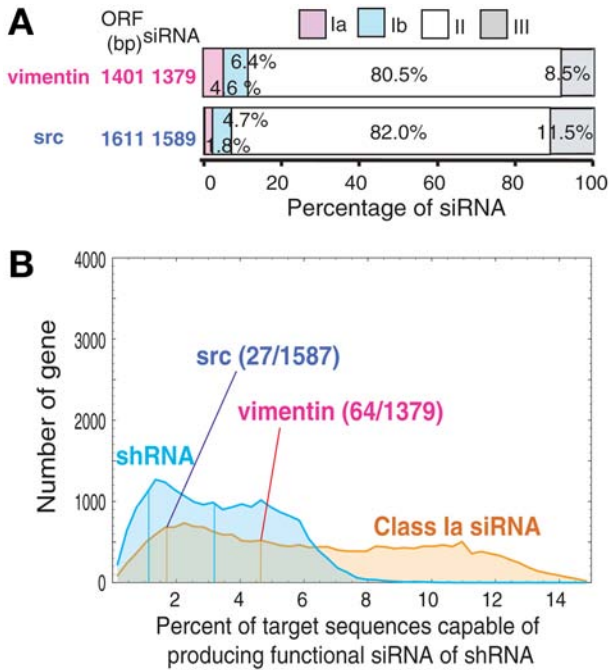 A
ORF siRNA
(bp)
Ia Ib II III
vimentin 1401 1379
4.6 % 6.4% 80.5% 8.5%
src 1611 1589
1.8% 4.7% 82.0% 11.5%
0 20 40 60 80 100
Percentage of siRNA
B
4000
3000
2000
1000
0
Number of gene
src (27/1587)
vimentin (64/1379)
shRNA
Class Ia siRNA
2 4 6 8 10 12 14
Percent of target sequences capable of
producing functional siRNA of shRNA